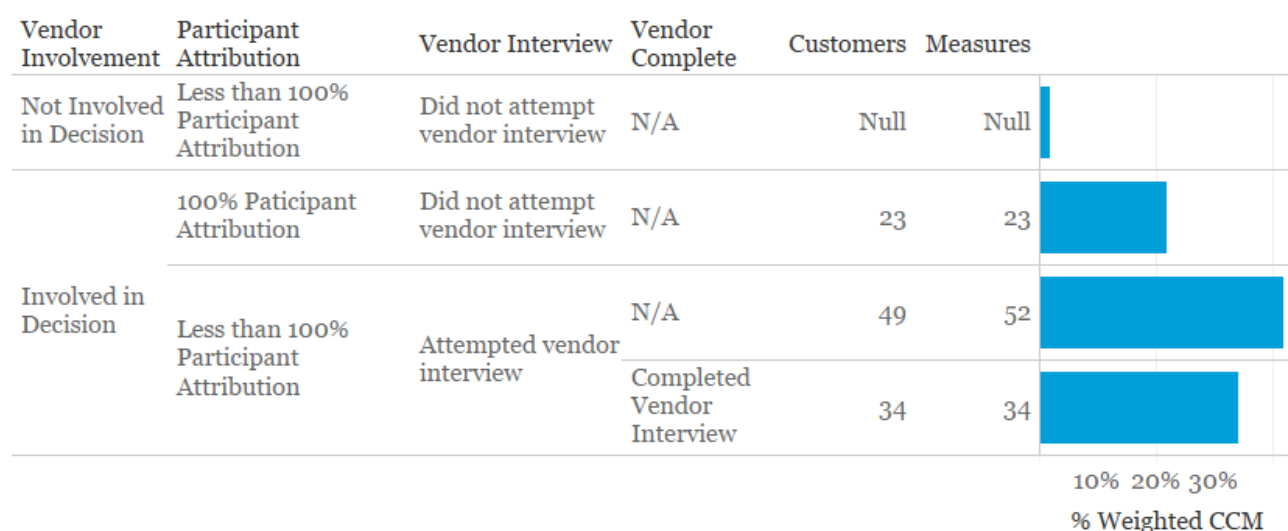 Vendor Involvement
Participant Attribution
Vendor Interview
Vendor Complete
Customers
Measures
Not Involved in Decision
Less than 100% Participant Attribution
Did not attempt vendor interview
N/A
Null
Null
Involved in Decision
100% Paticipant Attribution
Did not attempt vendor interview
N/A
23
23
Less than 100% Participant Attribution
Attempted vendor interview
N/A
49
52
Completed Vendor Interview
34
34
10% 20% 30%
% Weighted CCM